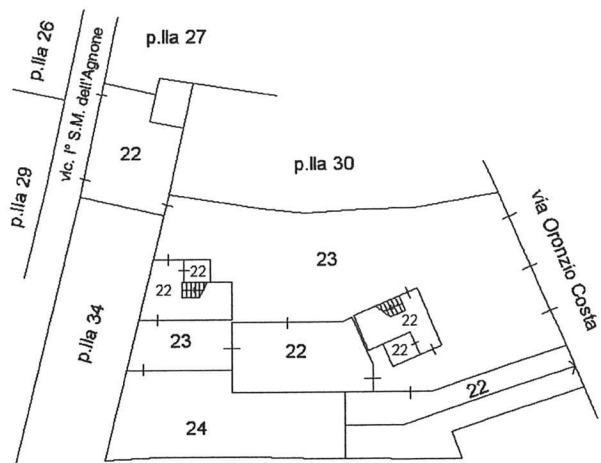 p.lla 26
p.lla 27
vic. I° S.M. dell'Agnone
p.lla 29
22
p.lla 30
via Oronzio Costa
23
22
22
p.lla 34
23
22
22
22
22
24